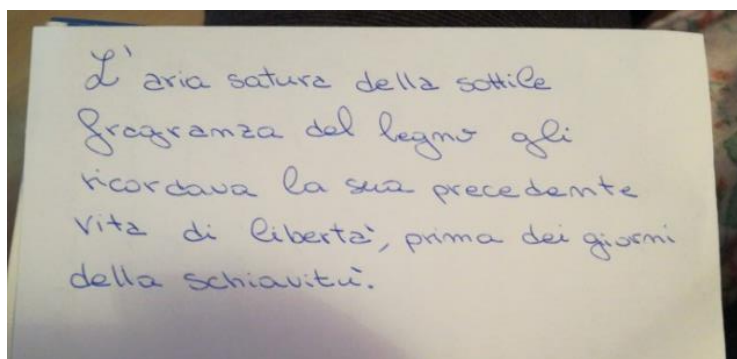 L'aria satura della sottile
fragranza del legno gli
ricordava la sua precedente
vita di libertà, prima dei giorni
della schiavitù.